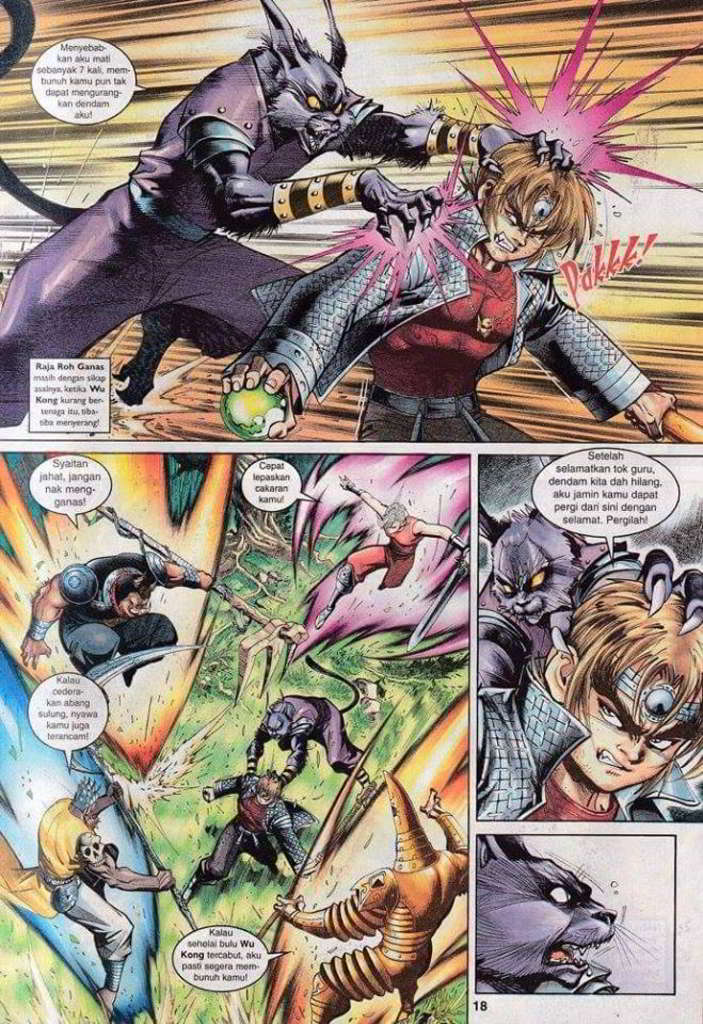 Menyebab-
kan aku mati
sebanyak 7 kali, mem-
bunuh kamu pun tak
dapat mengurang-
kan dendam
aku!
Pakkk!
Raja Roh Ganas
masih dengan sikap
asalnya, ketika Wu
Kong kurang ber-
tenaga itu, tiba-
tiba menyerang!
Syaitan
jahat, jangan
nak meng-
ganas!
Cepat
lepaskan
cakaran
kamu!
Setelah
selamatkan tok guru,
dendam kita dah hilang,
aku jamin kamu dapat
pergi dari sini dengan
selamat. Pergilah!
Kalau
cederakan abang
sulung, nyawa
kamu juga
terancam!
Kalau
sehelai bulu Wu
Kong tercabut, aku
pasti segera mem-
bunuh kamu!
18